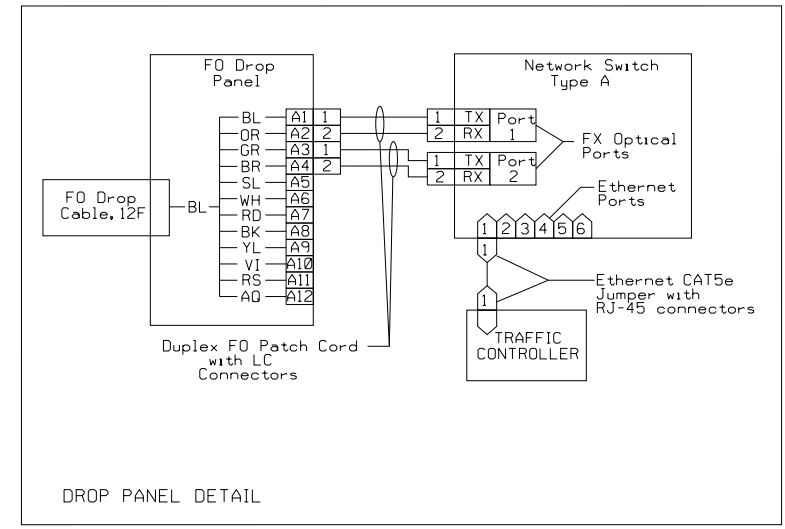 FO Drop
Panel
Network Switch
Type A
BL A1 1
OR A2 2
GR A3 1
BR A4 2
SL A5
WH A6
RD A7
BK A8
YL A9
VI A10
RS A11
AQ A12
FO Drop
Cable, 12F
BL
1 TX Port
2 RX 1
1 TX Port
2 RX 2
FX Optical
Ports
Ethernet
Ports
1 2 3 4 5 6
1
1
Ethernet CAT5e
Jumper with
RJ-45 connectors
TRAFFIC
CONTROLLER
Duplex FO Patch Cord
with LC
Connectors
DROP PANEL DETAIL